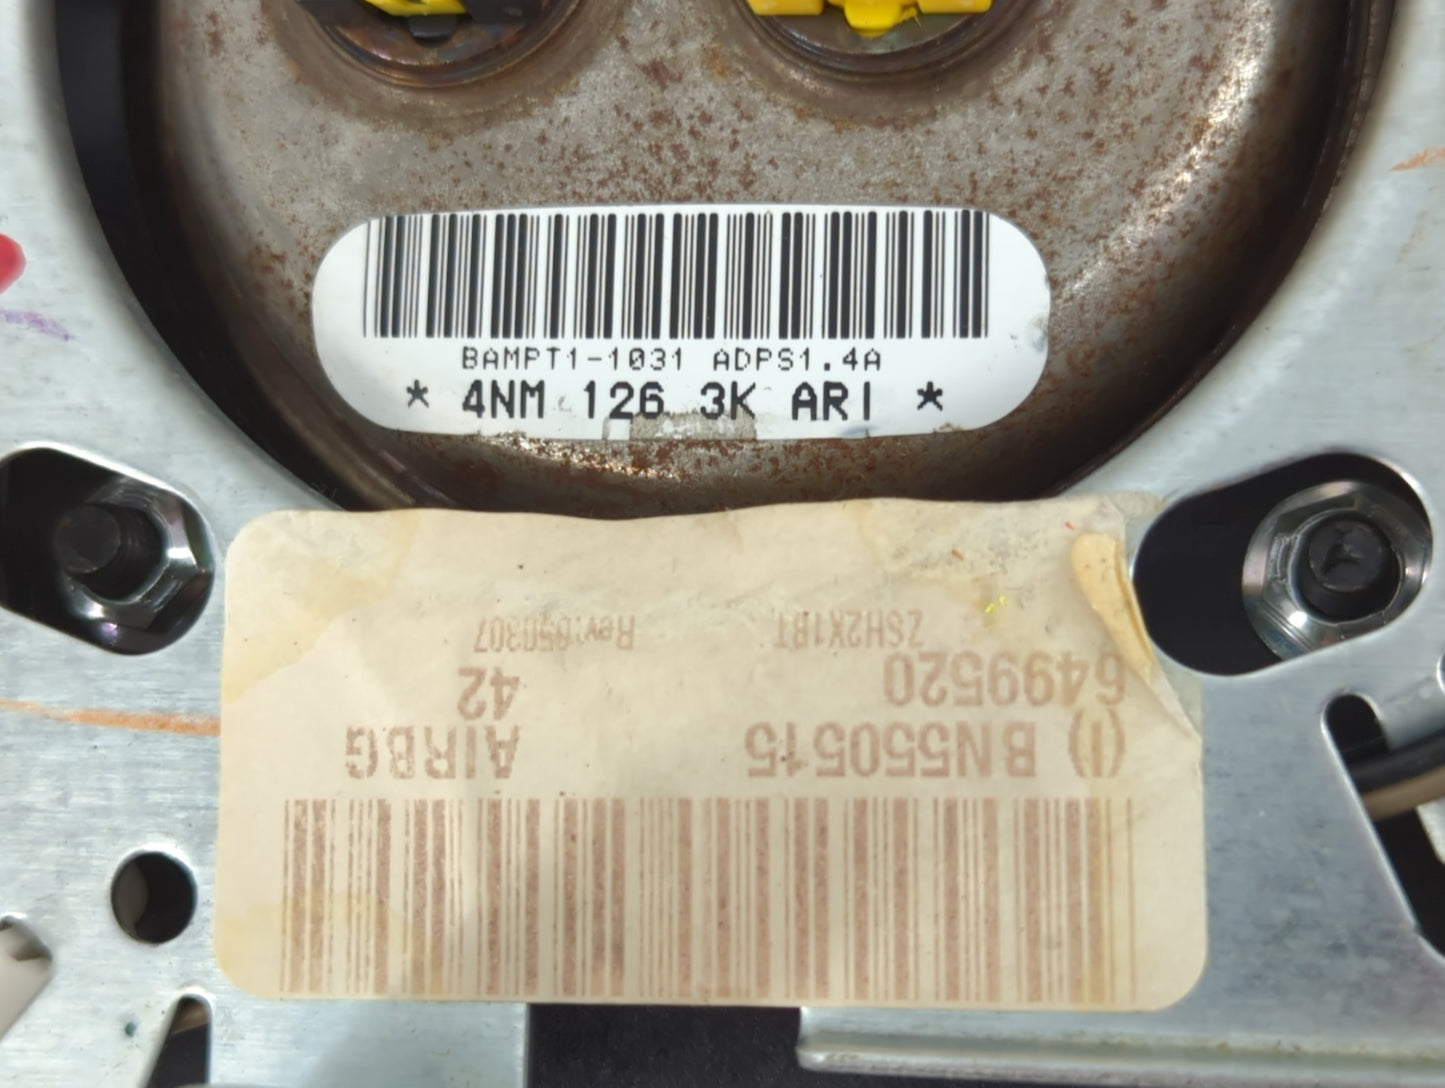 BAMPT1-1031 ADPS1.4A
* 4NM 126 3K ARI *
(I) BN550515 AIRBG
6499520 42
ZSH2X1BT Rev:050307